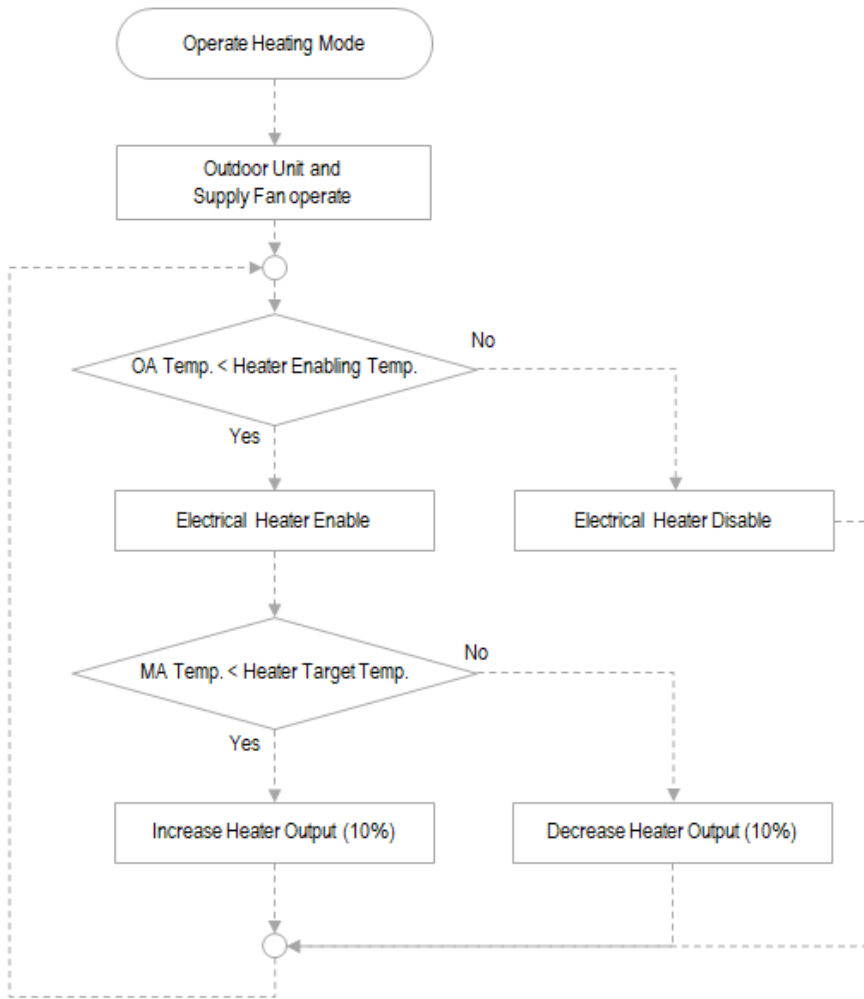 Operate Heating Mode
Outdoor Unit and
Supply Fan operate
OA Temp. < Heater Enabling Temp.
No
Yes
Electrical Heater Enable
Electrical Heater Disable
MA Temp. < Heater Target Temp.
No
Yes
Increase Heater Output (10%)
Decrease Heater Output (10%)